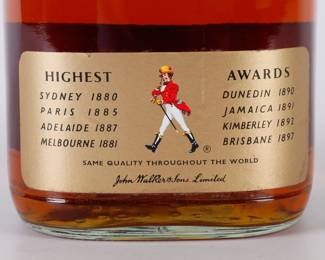 HIGHEST AWARDS
SYDNEY 1880 DUNEDIN 1890
PARIS 1885 JAMAICA 1891
ADELAIDE 1887 KIMBERLEY 1892
MELBOURNE 1881 BRISBANE 1897
®
SAME QUALITY THROUGHOUT THE WORLD
John Walker & Sons, Limited